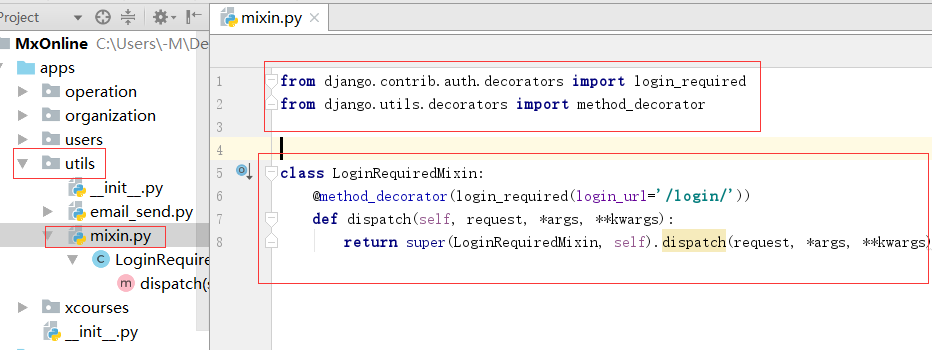 Project
mixin.py
MxOnline C:\Users\-M\De
apps
operation
organization
users
utils
__init__.py
email_send.py
mixin.py
LoginRequire
dispatch(s
xcourses
__init__.py
1 from django.contrib.auth.decorators import login_required
2 from django.utils.decorators import method_decorator
3
4
5 class LoginRequiredMixin:
6 @method_decorator(login_required(login_url='/login/'))
7 def dispatch(self, request, *args, **kwargs):
8 return super(LoginRequiredMixin, self).dispatch(request, *args, **kwargs)